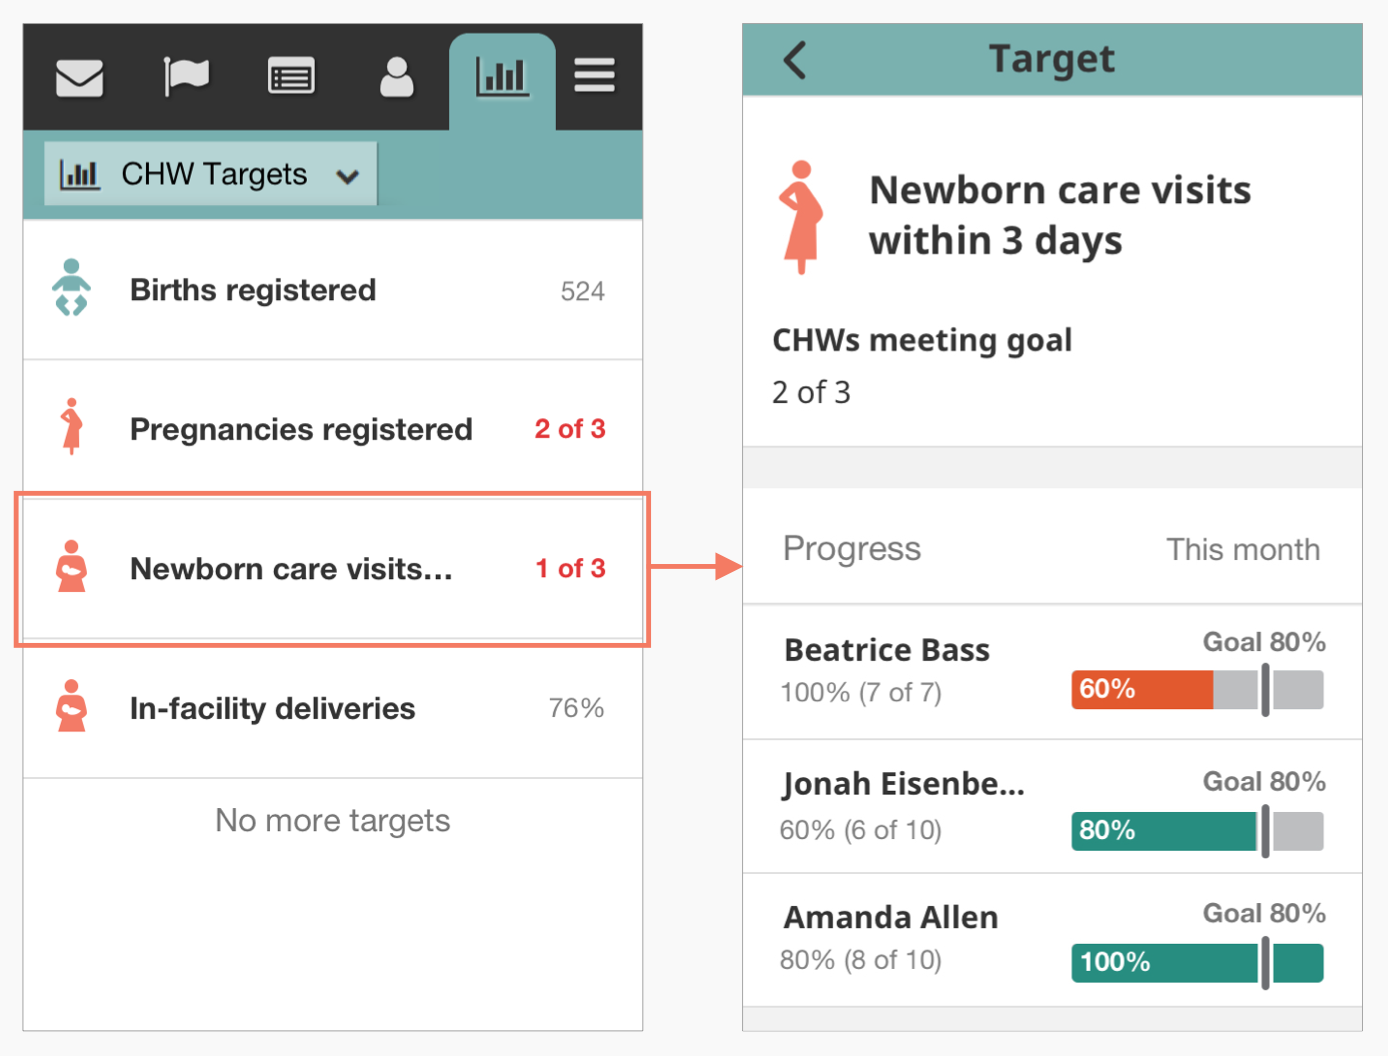 CHW Targets
Births registered 524
Pregnancies registered 2 of 3
Newborn care visits... 1 of 3
In-facility deliveries 76%
No more targets
Target
Newborn care visits
within 3 days
CHWs meeting goal
2 of 3
Progress This month
Beatrice Bass Goal 80%
100% (7 of 7) 60%
Jonah Eisenbe... Goal 80%
60% (6 of 10) 80%
Amanda Allen Goal 80%
80% (8 of 10) 100%